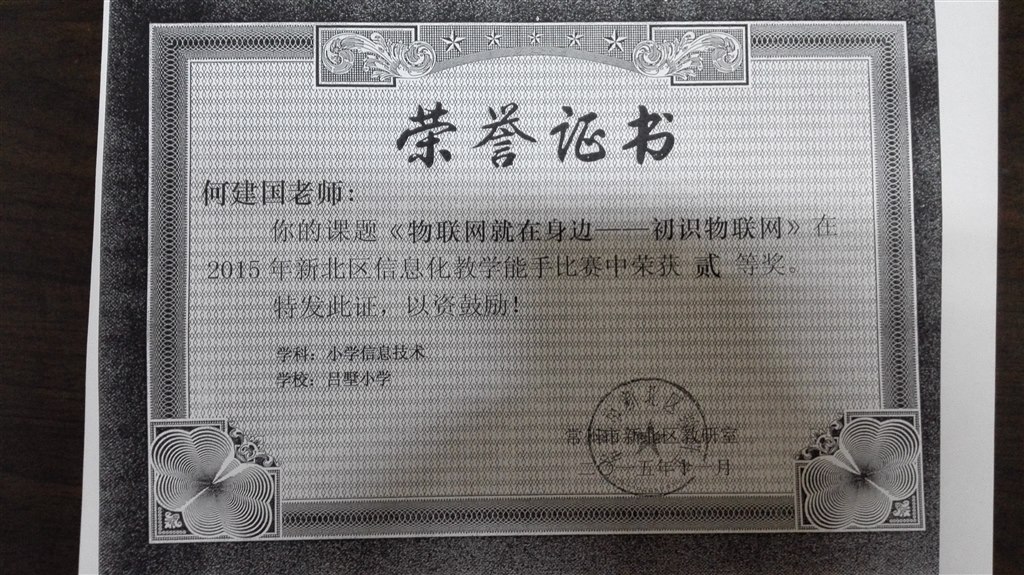 荣誉证书
何建国老师:
你的课题《物联网就在身边——初识物联网》在
2015年新北区信息化教学能手比赛中荣获 贰 等奖。
特发此证，以资鼓励！
学科：小学信息技术
学校：吕墅小学
常州市新北区教研室
二〇一五年十一月